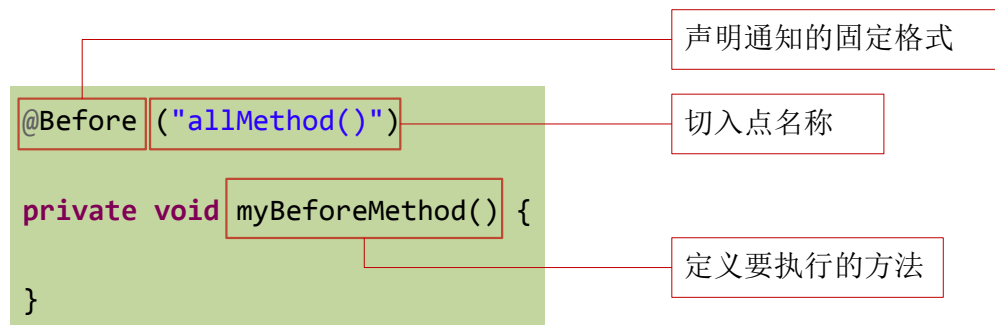 声明通知的固定格式
@Before ("allMethod()")
切入点名称
private void myBeforeMethod() {
定义要执行的方法
}